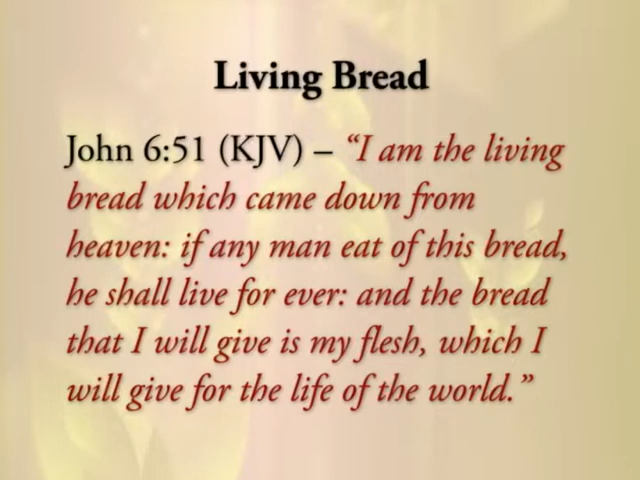 Living Bread
John 6:51 (KJV) – “I am the living
bread which came down from
heaven: if any man eat of this bread,
he shall live for ever: and the bread
that I will give is my flesh, which I
will give for the life of the world.”